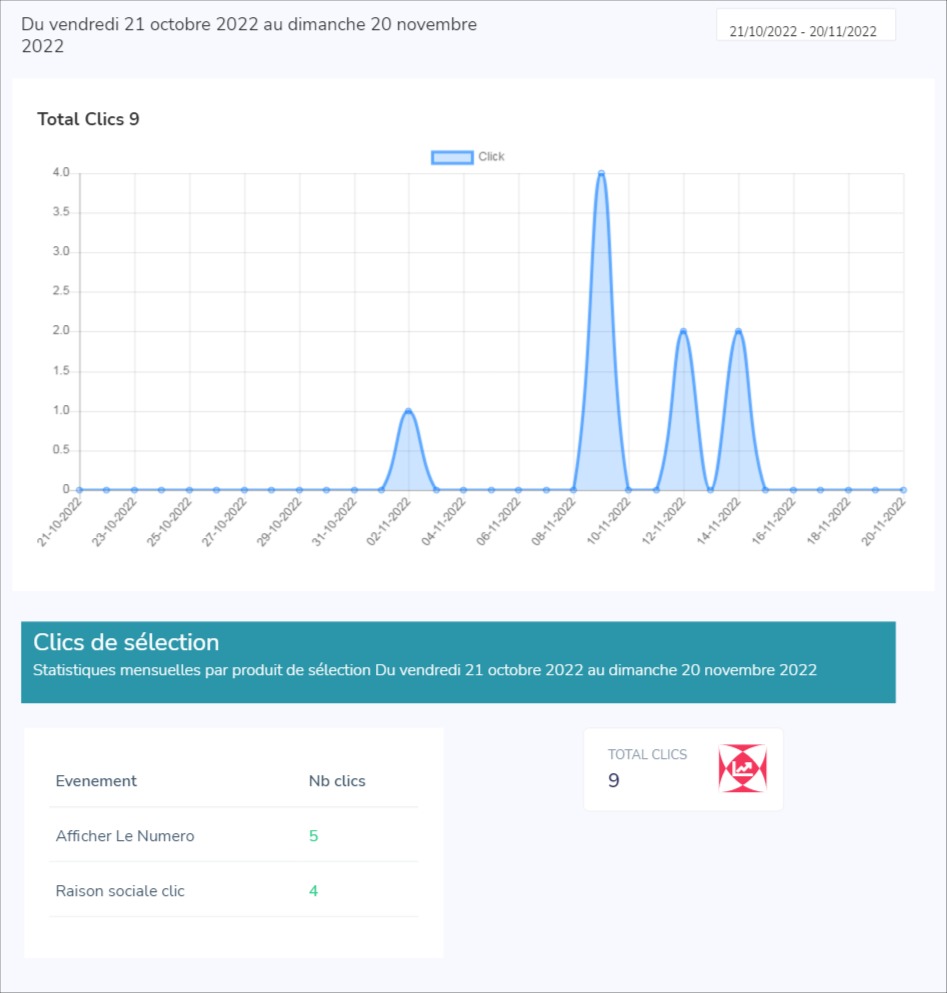 Du vendredi 21 octobre 2022 au dimanche 20 novembre
2022
21/10/2022 - 20/11/2022
Total Clics 9
Click
4.0
3.5
3.0
2.5
2.0
1.5
1.0
0.5
0
21-10-2022
23-10-2022
25-10-2022
27-10-2022
29-10-2022
31-10-2022
02-11-2022
04-11-2022
06-11-2022
08-11-2022
10-11-2022
12-11-2022
14-11-2022
16-11-2022
18-11-2022
20-11-2022
Clics de sélection
Statistiques mensuelles par produit de sélection Du vendredi 21 octobre 2022 au dimanche 20 novembre 2022
Evenement Nb clics
Afficher Le Numero 5
Raison sociale clic 4
TOTAL CLICS
9